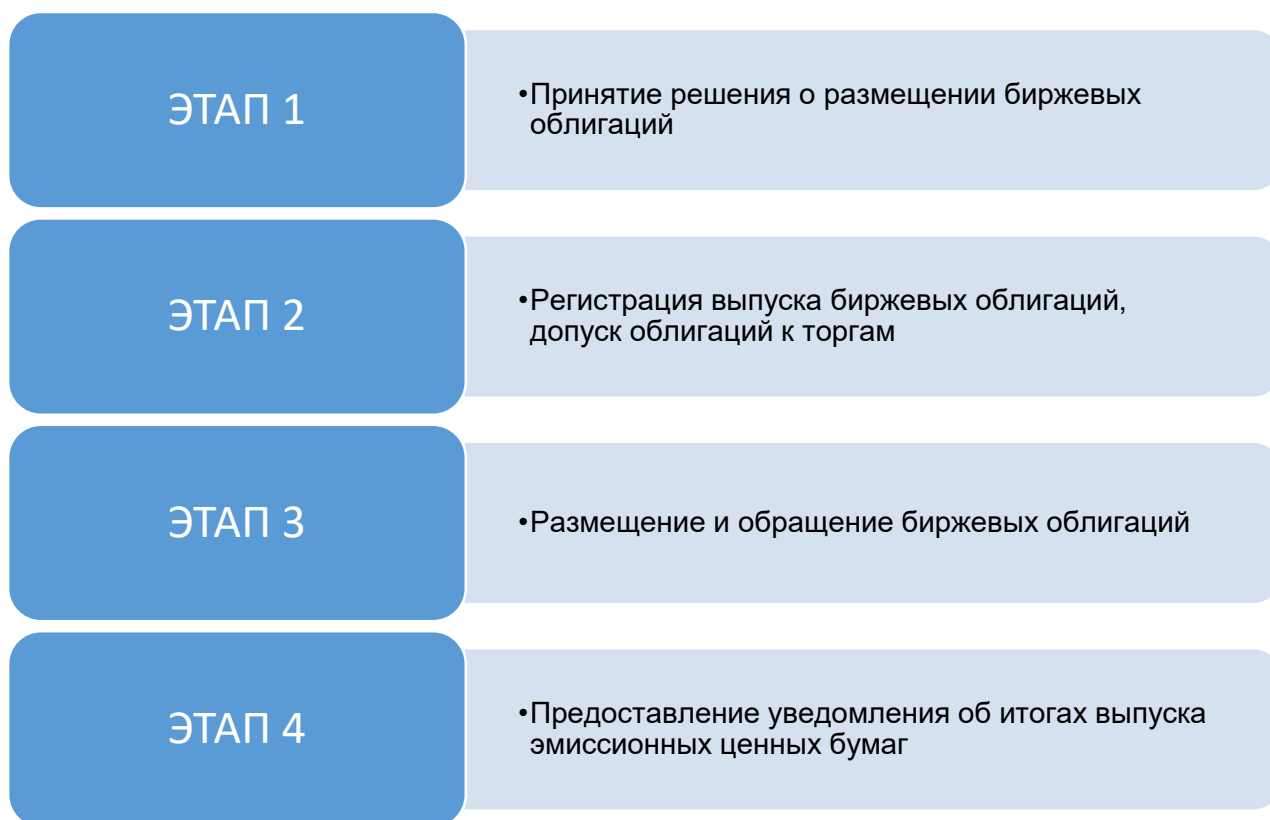 ЭТАП 1
•Принятие решения о размещении биржевых
облигаций
ЭТАП 2
•Регистрация выпуска биржевых облигаций,
допуск облигаций к торгам
ЭТАП 3
•Размещение и обращение биржевых облигаций
ЭТАП 4
•Предоставление уведомления об итогах выпуска
эмиссионных ценных бумаг